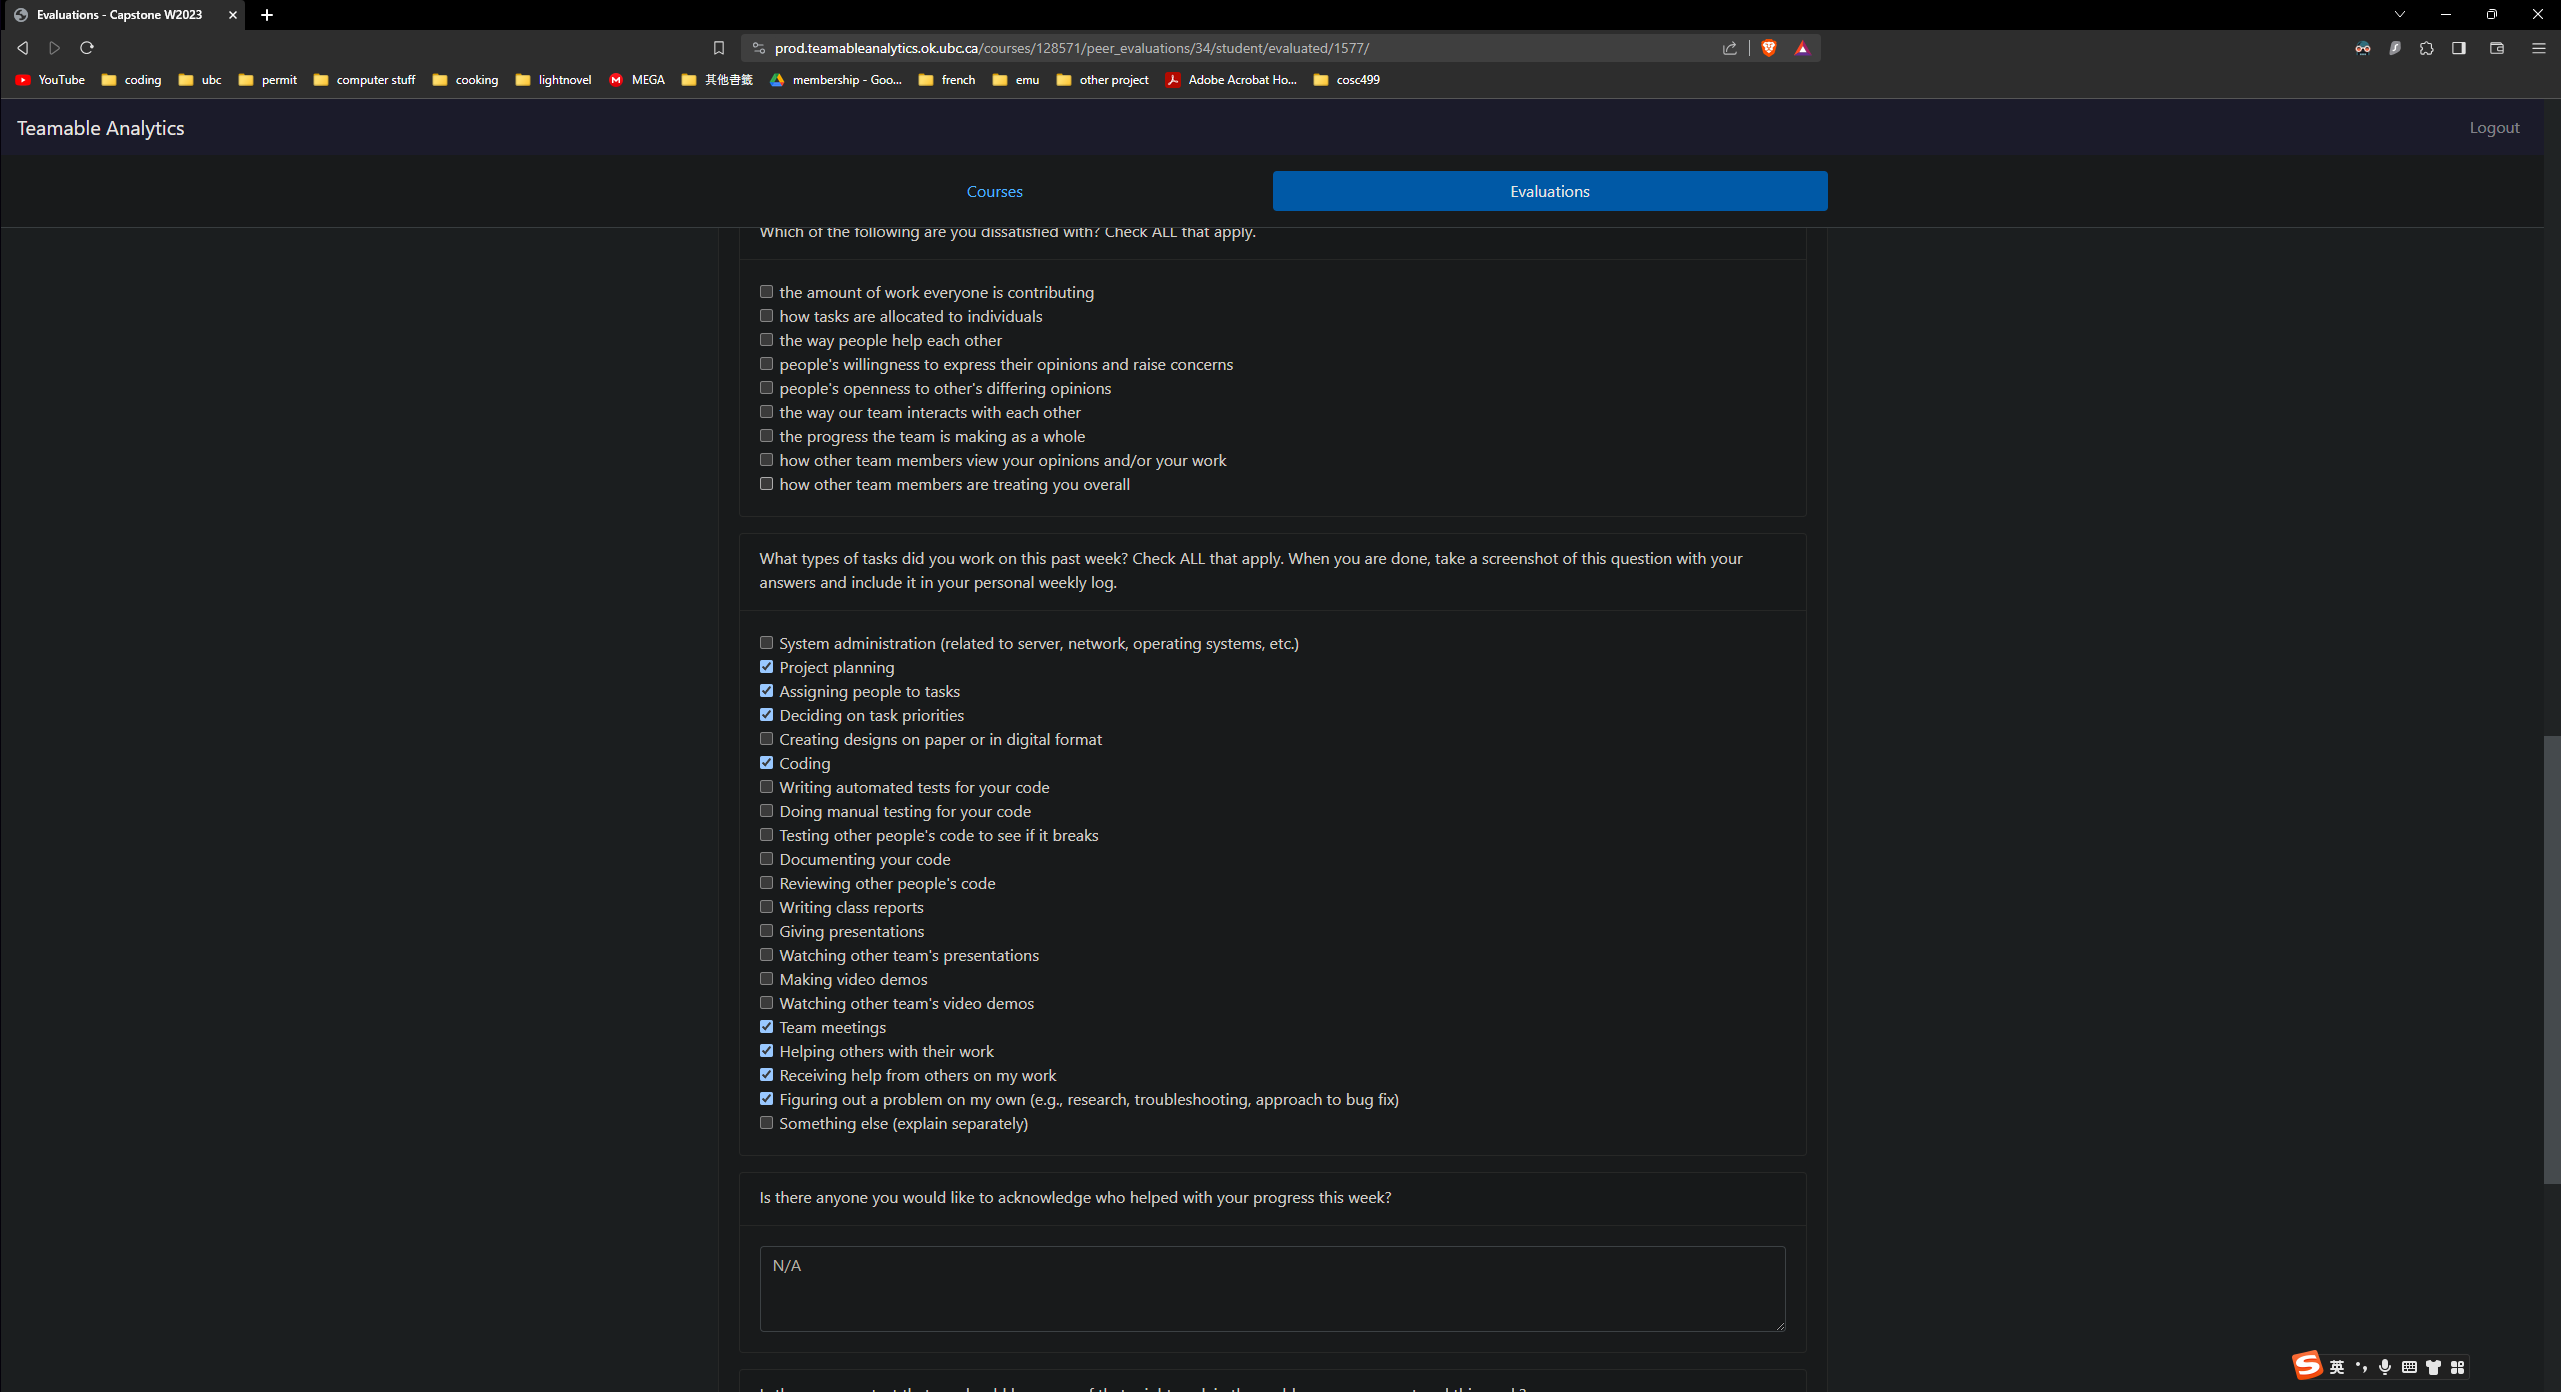 Evaluations - Capstone W2023
prod.teamableanalytics.ok.ubc.ca/courses/128571/peer_evaluations/34/student/evaluated/1577/
YouTube coding ubc permit computer stuff cooking lightnovel MEGA 其他書籤 membership - Goo... french emu other project Adobe Acrobat Ho... cosc499
Teamable Analytics Logout
Courses Evaluations
Which of the following are you dissatisfied with? Check ALL that apply.
the amount of work everyone is contributing
how tasks are allocated to individuals
the way people help each other
people's willingness to express their opinions and raise concerns
people's openness to other's differing opinions
the way our team interacts with each other
the progress the team is making as a whole
how other team members view your opinions and/or your work
how other team members are treating you overall
What types of tasks did you work on this past week? Check ALL that apply. When you are done, take a screenshot of this question with your
answers and include it in your personal weekly log.
System administration (related to server, network, operating systems, etc.)
Project planning
Assigning people to tasks
Deciding on task priorities
Creating designs on paper or in digital format
Coding
Writing automated tests for your code
Doing manual testing for your code
Testing other people's code to see if it breaks
Documenting your code
Reviewing other people's code
Writing class reports
Giving presentations
Watching other team's presentations
Making video demos
Watching other team's video demos
Team meetings
Helping others with their work
Receiving help from others on my work
Figuring out a problem on my own (e.g., research, troubleshooting, approach to bug fix)
Something else (explain separately)
Is there anyone you would like to acknowledge who helped with your progress this week?
N/A
英